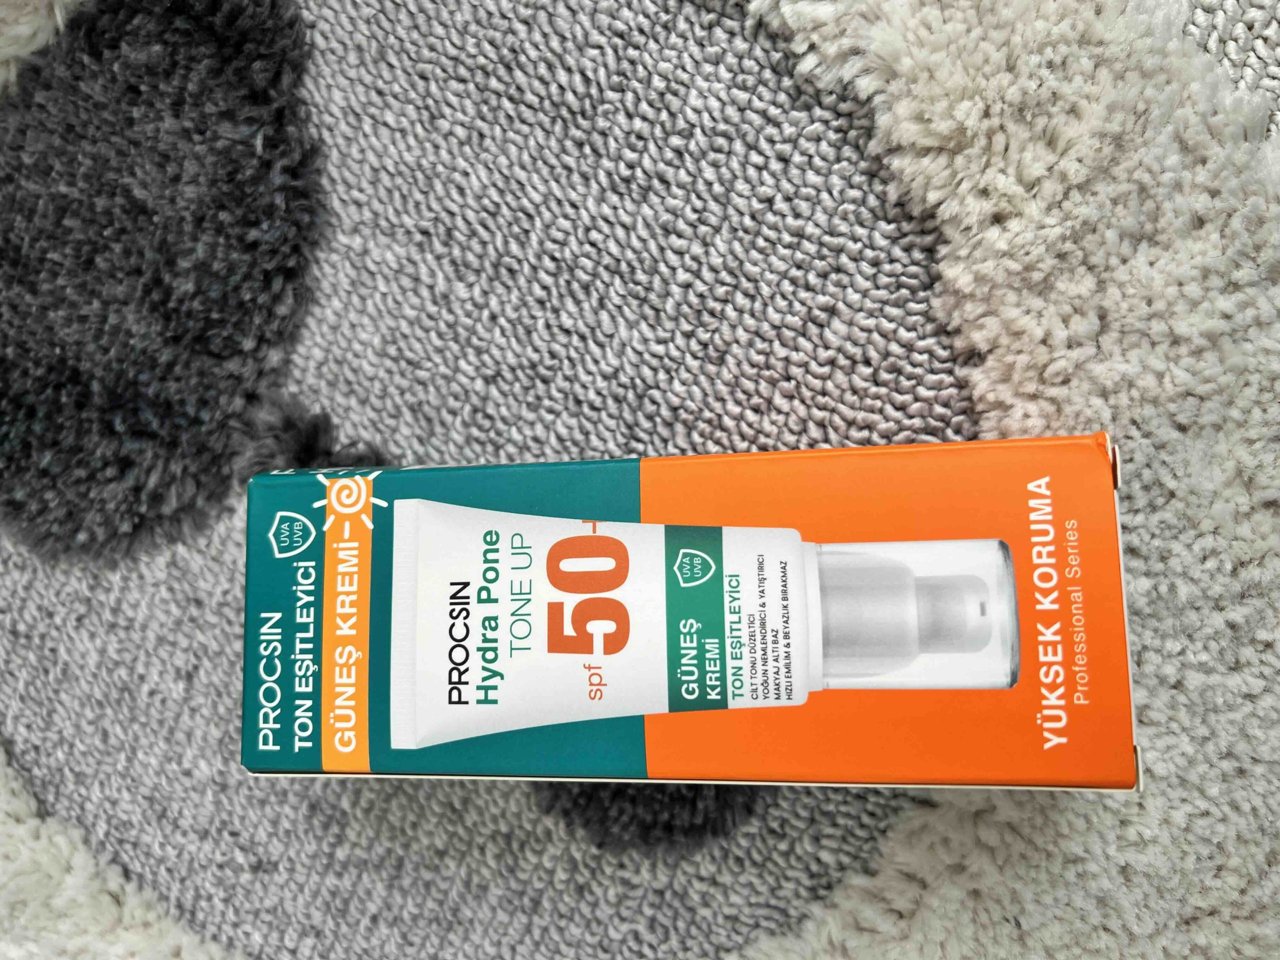 PROCSIN
TON EŞİTLEYİCİ
UVA
UVB
GÜNEŞ KREMİ
PROCSIN
Hydra Pone
TONE UP
spf 50+
GÜNEŞ
KREMİ
UVA
UVB
TON EŞİTLEYİCİ
CİLT TONU DÜZELTİCİ
YOĞUN NEMLENDİRİCİ & YATIŞTIRICI
MAKYAJ ALTI BAZ
HIZLI EMİLİM & BEYAZLIK BIRAKMAZ
YÜKSEK KORUMA
Professional Series